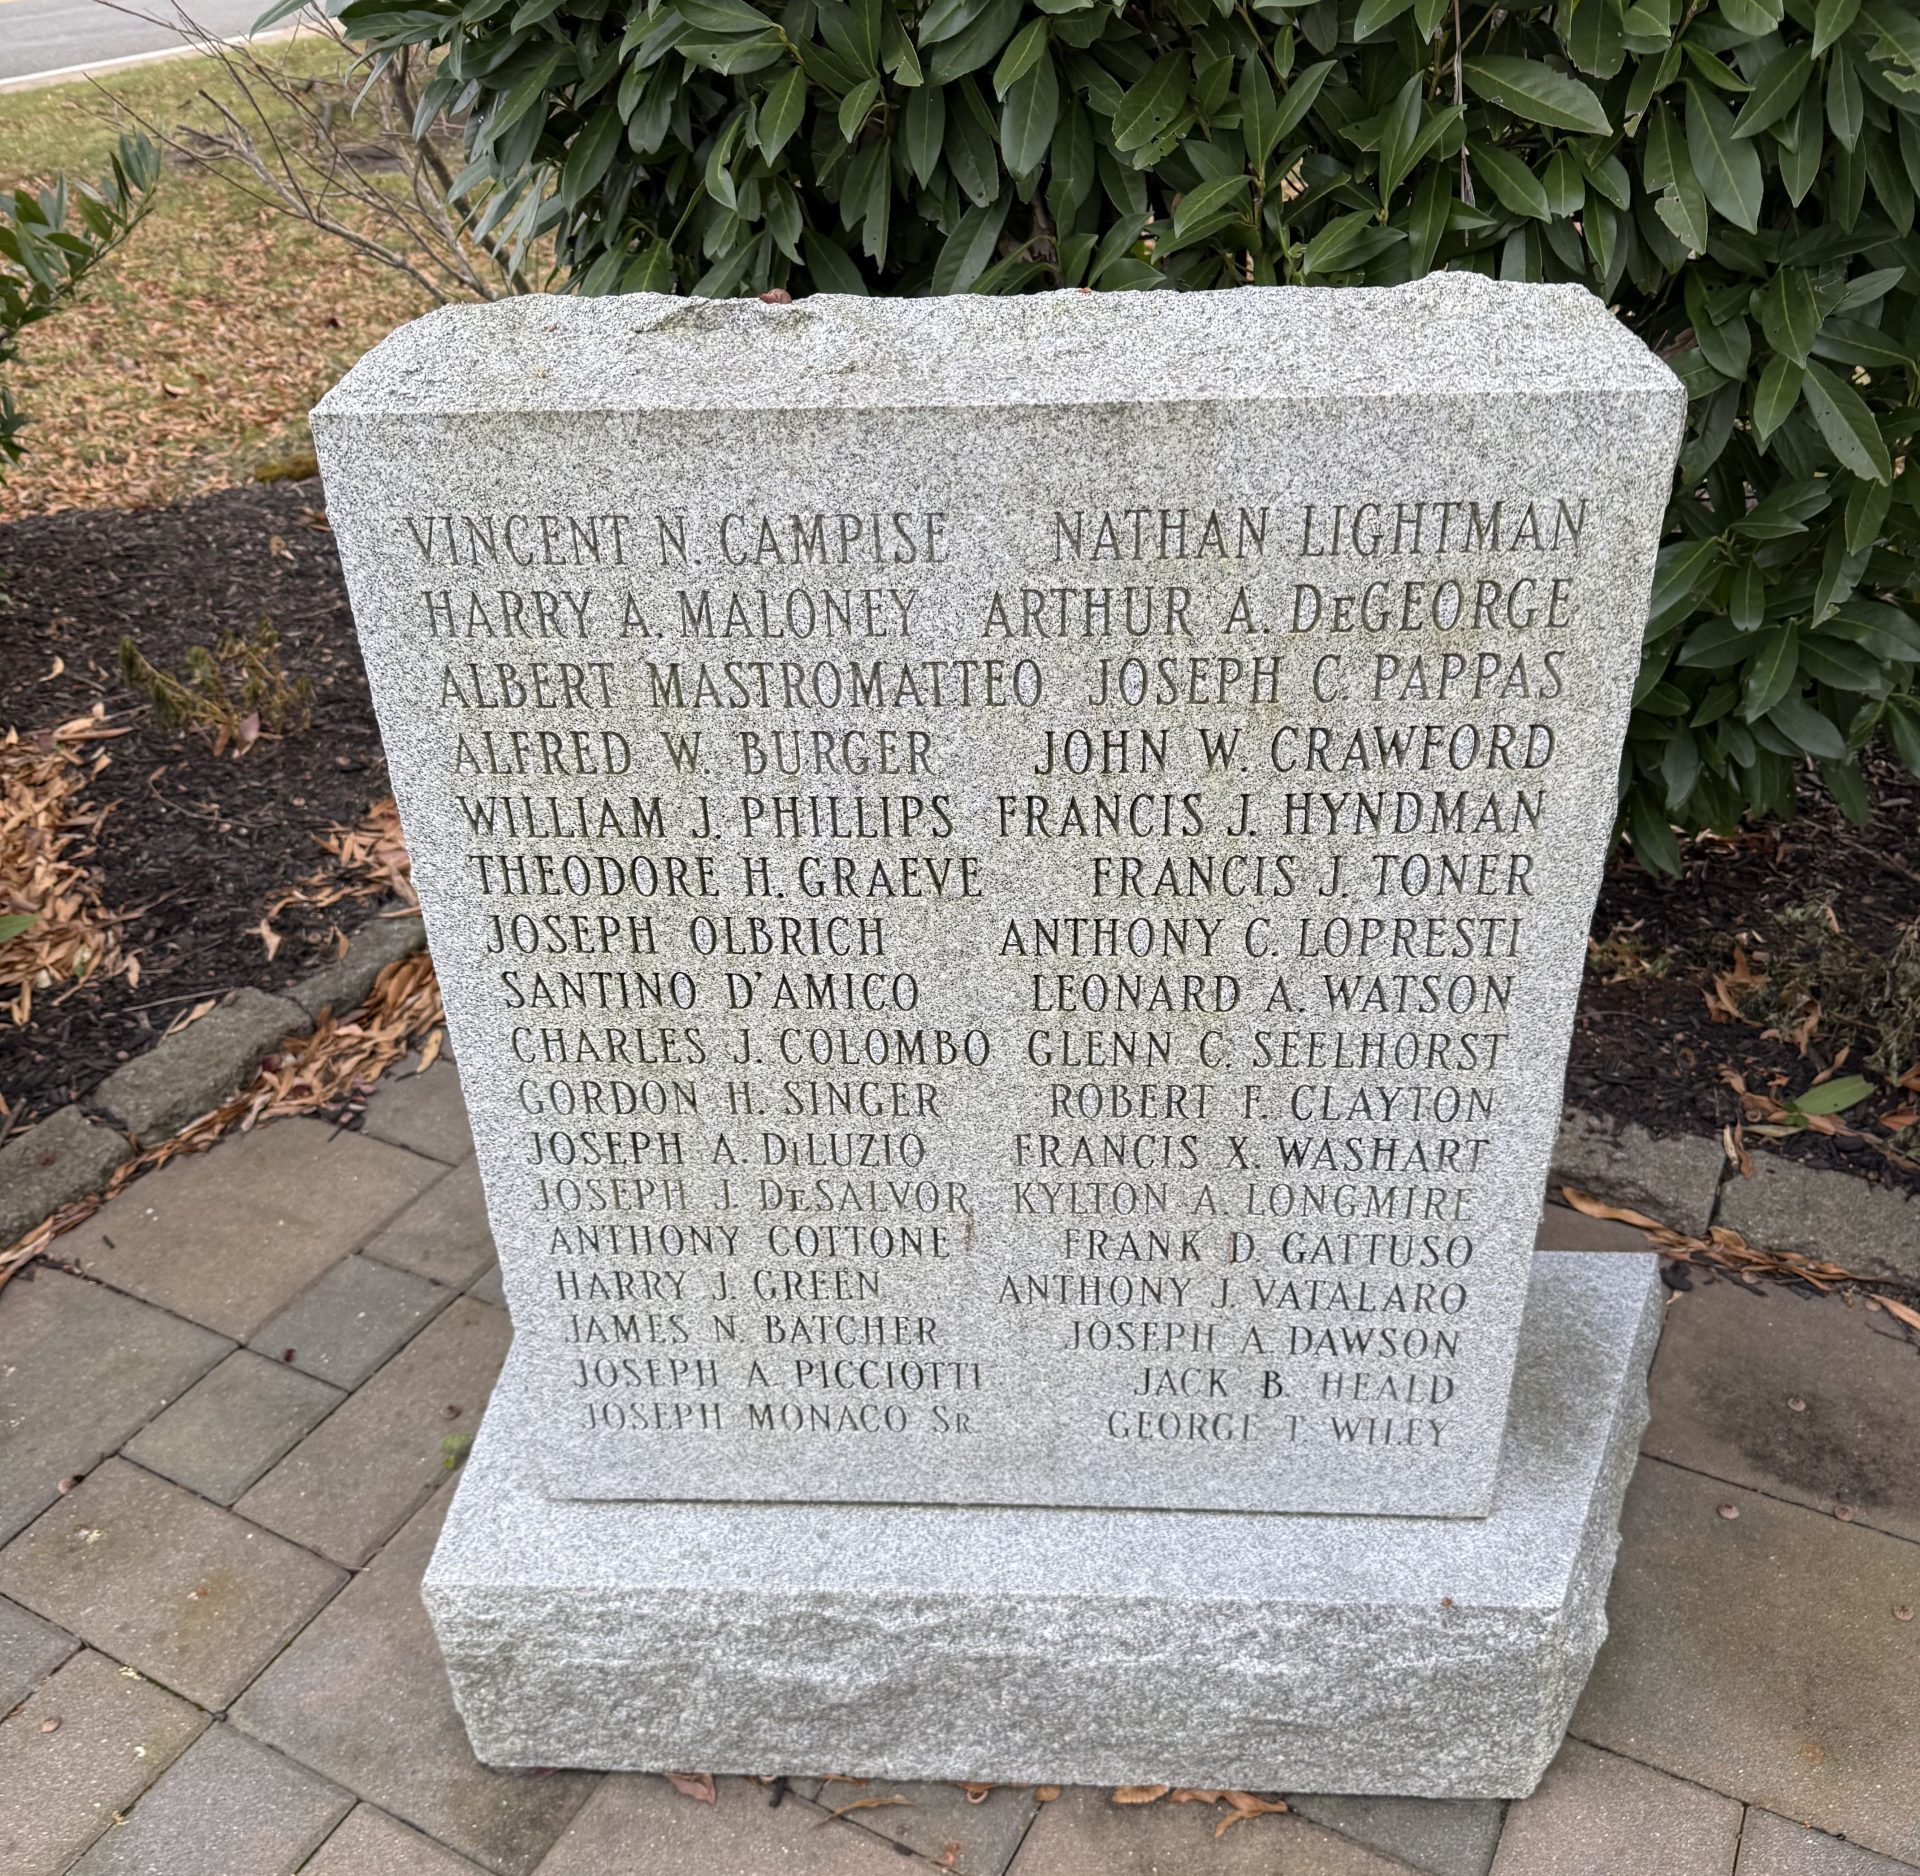 VINCENT N. CAMPISE NATHAN LIGHTMAN
HARRY A. MALONEY ARTHUR A. DeGEORGE
ALBERT MASTROMATTEO JOSEPH C. PAPPAS
ALFRED W. BURGER JOHN W. CRAWFORD
WILLIAM J. PHILLIPS FRANCIS J. HYNDMAN
THEODORE H. GRAEVE FRANCIS J. TONER
JOSEPH OLBRICH ANTHONY C. LOPRESTI
SANTINO D'AMICO LEONARD A. WATSON
CHARLES J. COLOMBO GLENN C. SEELHORST
GORDON H. SINGER ROBERT F. CLAYTON
JOSEPH A. DiLUZIO FRANCIS X. WASHART
JOSEPH J. DeSALVOR KYLTON A. LONGMIRE
ANTHONY COTTONE FRANK D. GATTUSO
HARRY J. GREEN ANTHONY J. VATALARO
JAMES N. BATCHER JOSEPH A. DAWSON
JOSEPH A. PICCIOTTI JACK B. HEALD
JOSEPH MONACO Sr. GEORGE T. WILEY